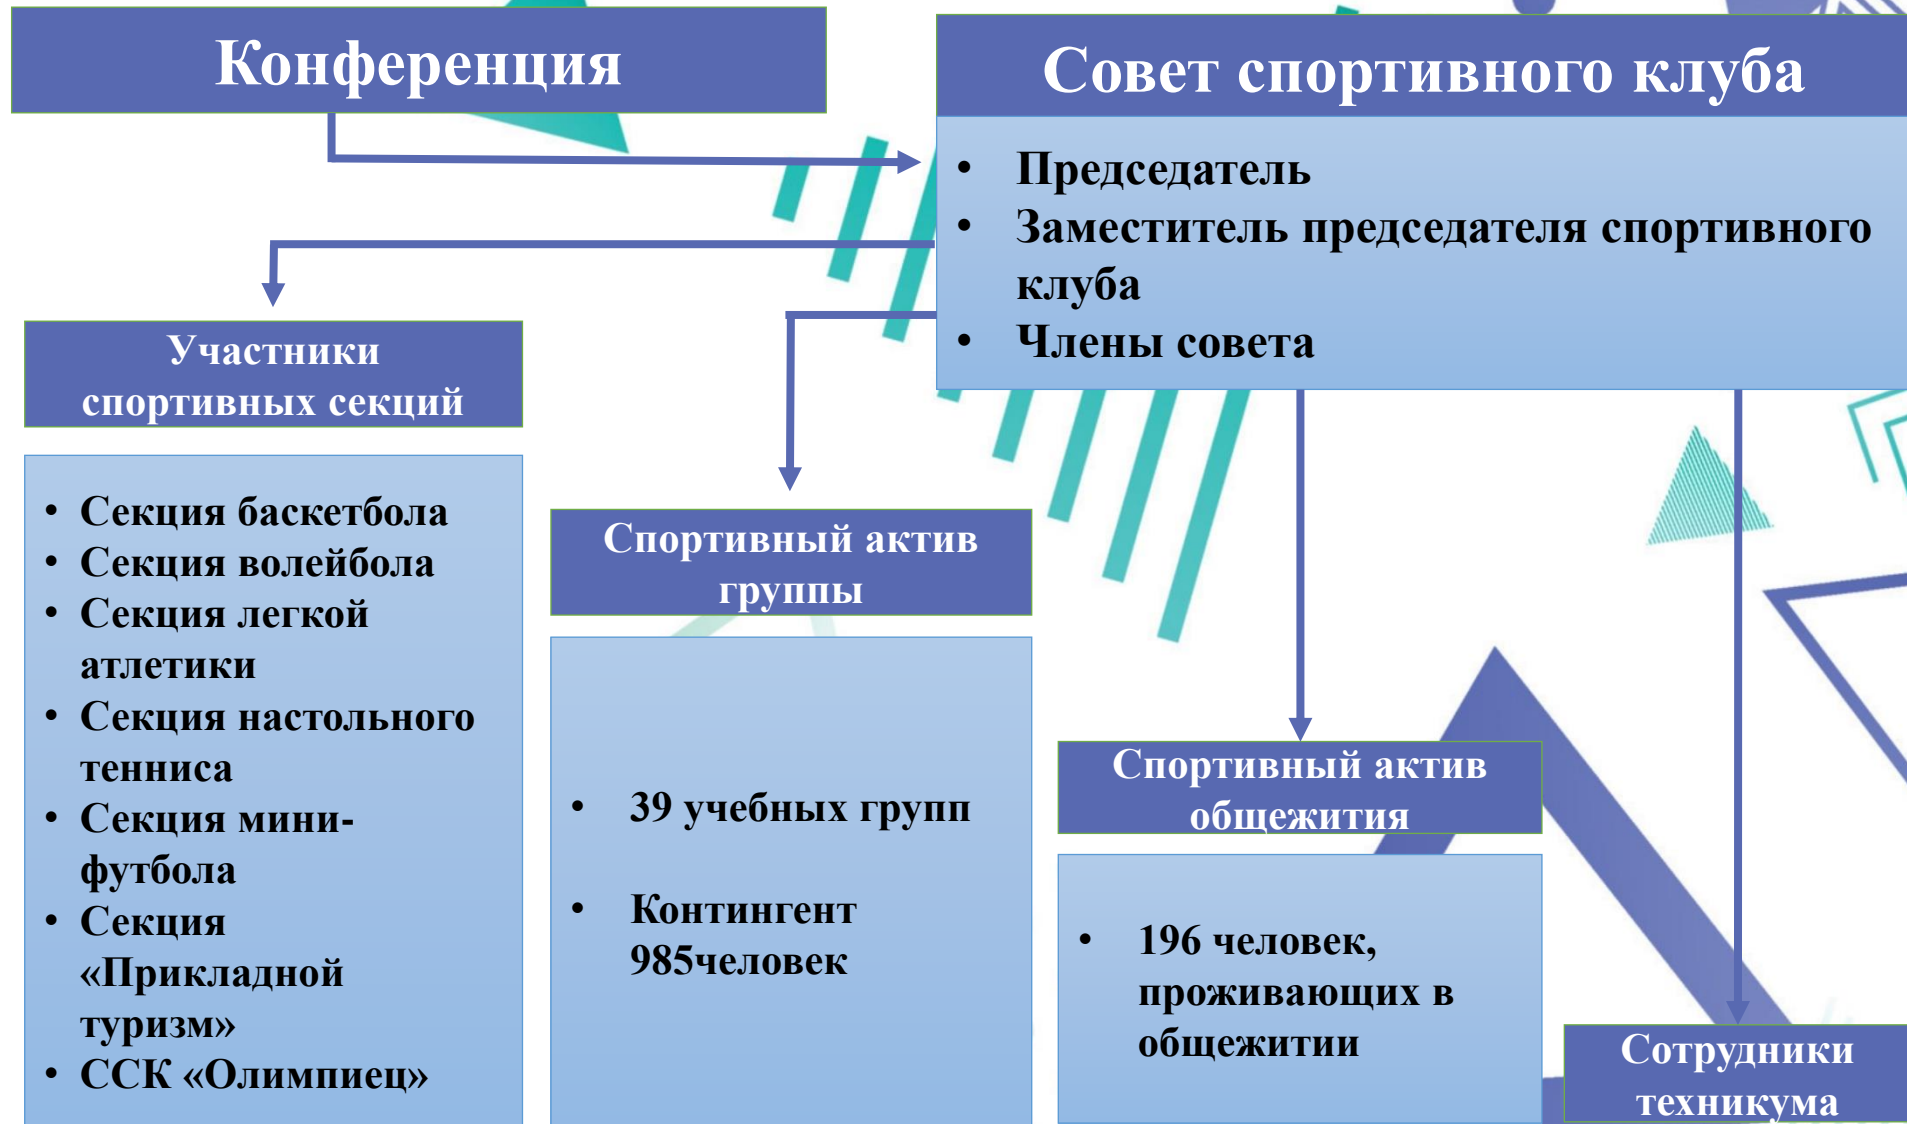 Конференция
Совет спортивного клуба
• Председатель
• Заместитель председателя спортивного
клуба
• Члены совета
Участники
спортивных секций
• Секция баскетбола
• Секция волейбола
• Секция легкой
атлетики
• Секция настольного
тенниса
• Секция мини-
футбола
• Секция
«Прикладной
туризм»
• ССК «Олимпиец»
Спортивный актив
группы
• 39 учебных групп
• Контингент
985человек
Спортивный актив
общежития
• 196 человек,
проживающих в
общежитии
Сотрудники
техникума